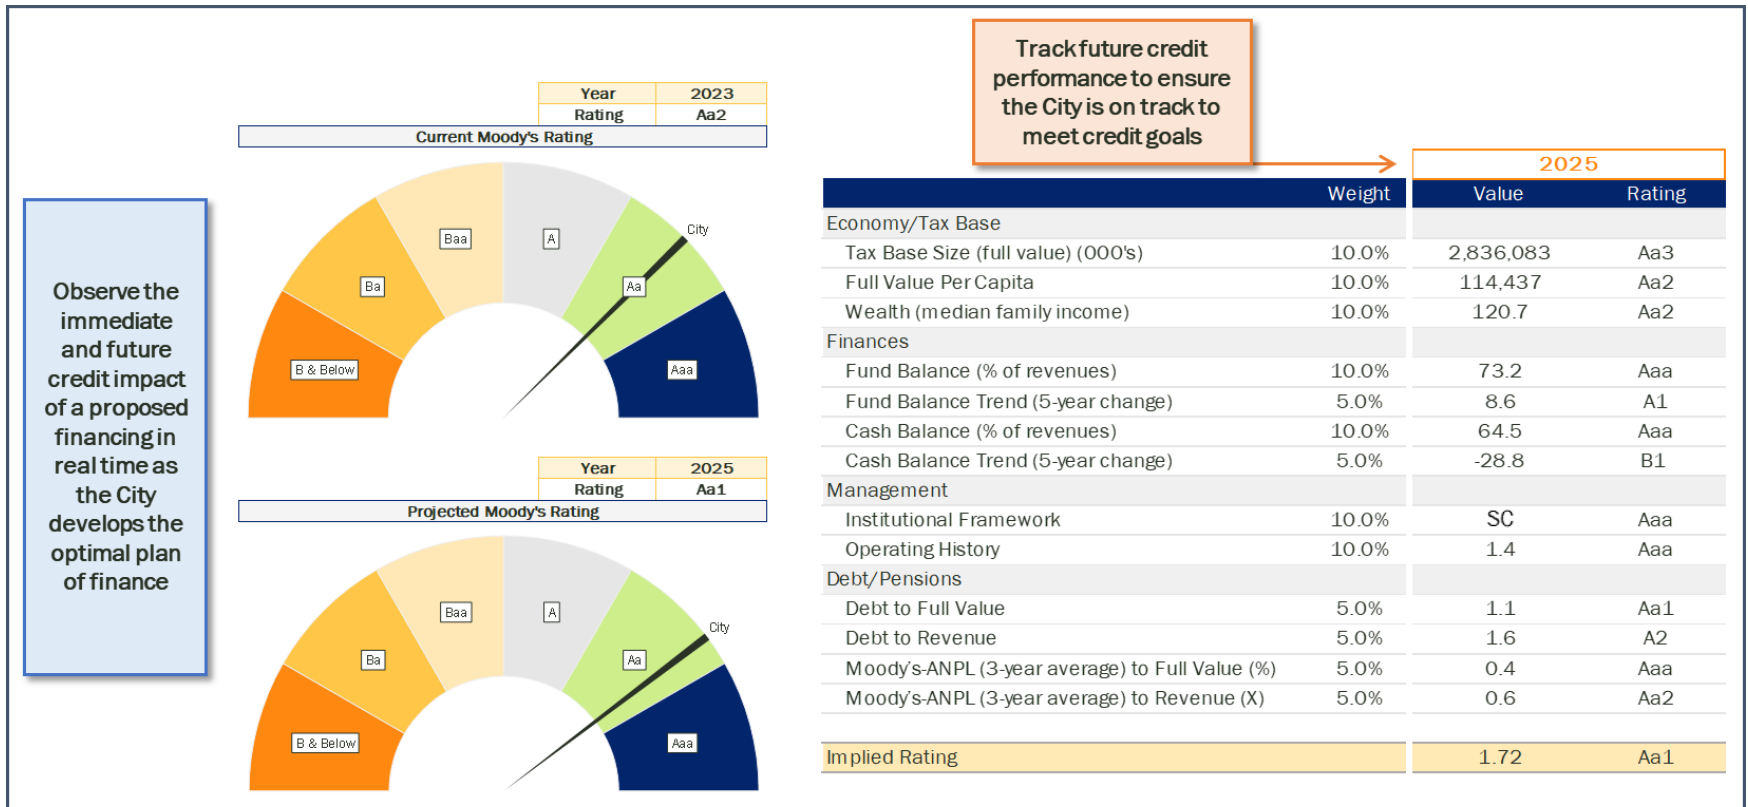 Observe the
immediate
and future
credit impact
of a proposed
financing in
real time as
the City
develops the
optimal plan
of finance
Year 2023
Rating Aa2
Current Moody's Rating
B & Below
Ba
Baa
A
Aa
Aaa
City
Year 2025
Rating Aa1
Projected Moody's Rating
B & Below
Ba
Baa
A
Aa
Aaa
City
Track future credit
performance to ensure
the City is on track to
meet credit goals
2025
Weight Value Rating
Economy/Tax Base
Tax Base Size (full value) (000's) 10.0% 2,836,083 Aa3
Full Value Per Capita 10.0% 114,437 Aa2
Wealth (median family income) 10.0% 120.7 Aa2
Finances
Fund Balance (% of revenues) 10.0% 73.2 Aaa
Fund Balance Trend (5-year change) 5.0% 8.6 A1
Cash Balance (% of revenues) 10.0% 64.5 Aaa
Cash Balance Trend (5-year change) 5.0% -28.8 B1
Management
Institutional Framework 10.0% SC Aaa
Operating History 10.0% 1.4 Aaa
Debt/Pensions
Debt to Full Value 5.0% 1.1 Aa1
Debt to Revenue 5.0% 1.6 A2
Moody's-ANPL (3-year average) to Full Value (%) 5.0% 0.4 Aaa
Moody's-ANPL (3-year average) to Revenue (X) 5.0% 0.6 Aa2
Implied Rating 1.72 Aa1